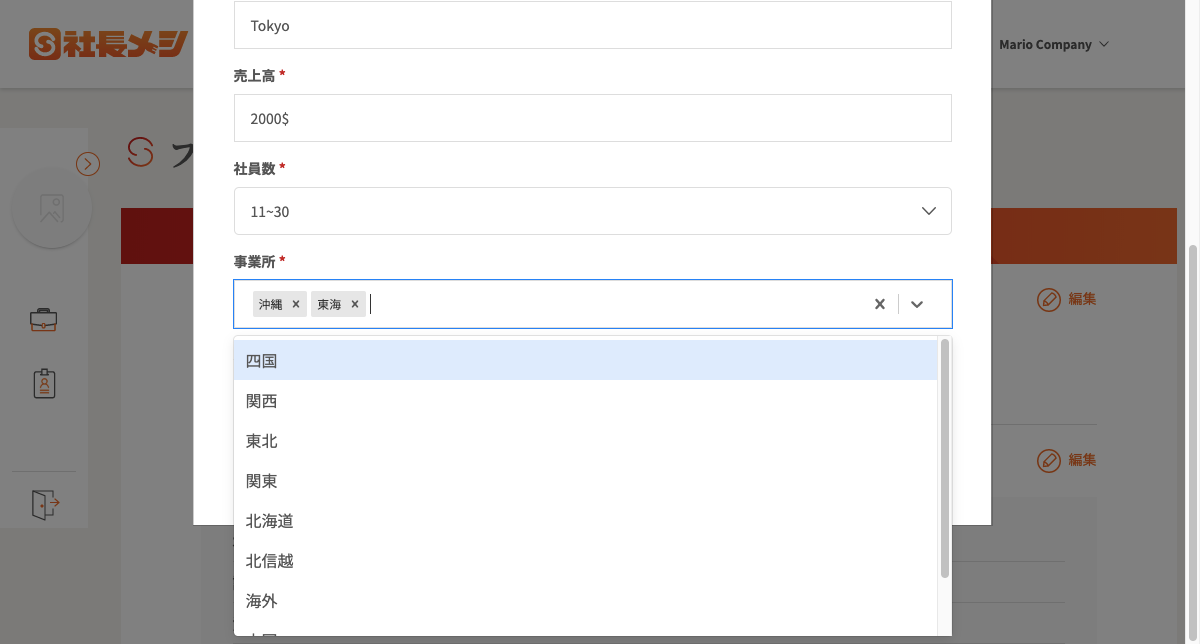 社長メシ
Tokyo
Mario Company
売上高 *
2000$
社員数 *
11~30
事業所 *
沖縄
東海
編集
四国
関西
東北
編集
関東
北海道
北信越
海外